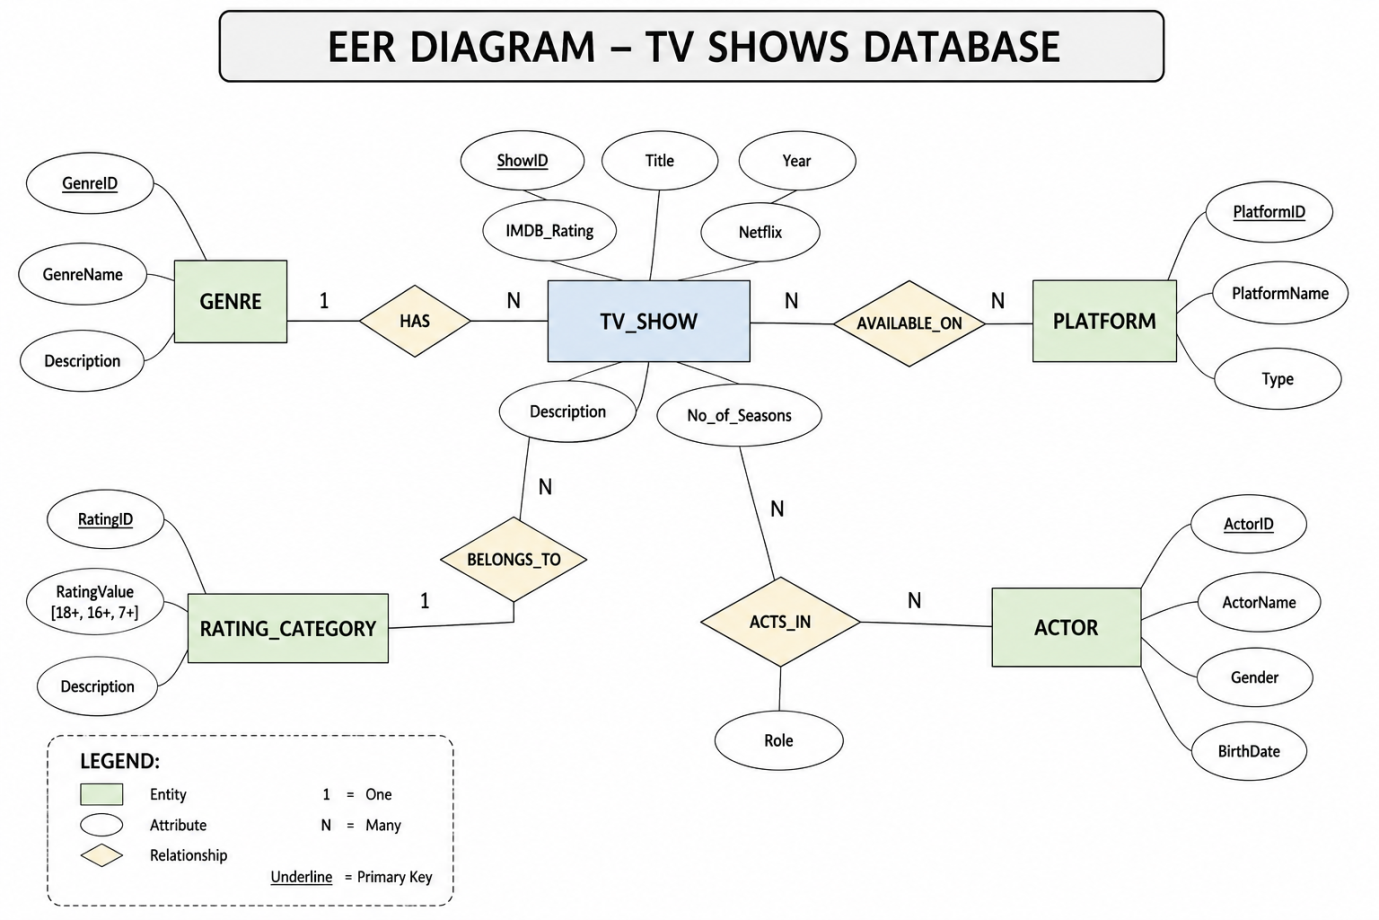 EER DIAGRAM – TV SHOWS DATABASE
ShowID
Title
Year
GenreID
IMDB_Rating
Netflix
PlatformID
GenreName
GENRE
1
HAS
N
TV_SHOW
N
AVAILABLE_ON
N
PLATFORM
PlatformName
Description
Type
Description
No_of_Seasons
N
N
RatingID
ActorID
BELONGS_TO
RatingValue
[18+, 16+, 7+]
1
RATING_CATEGORY
ACTS_IN
N
ACTOR
ActorName
Gender
Description
Role
BirthDate
LEGEND:
Entity
1 = One
Attribute
N = Many
Relationship
Underline = Primary Key